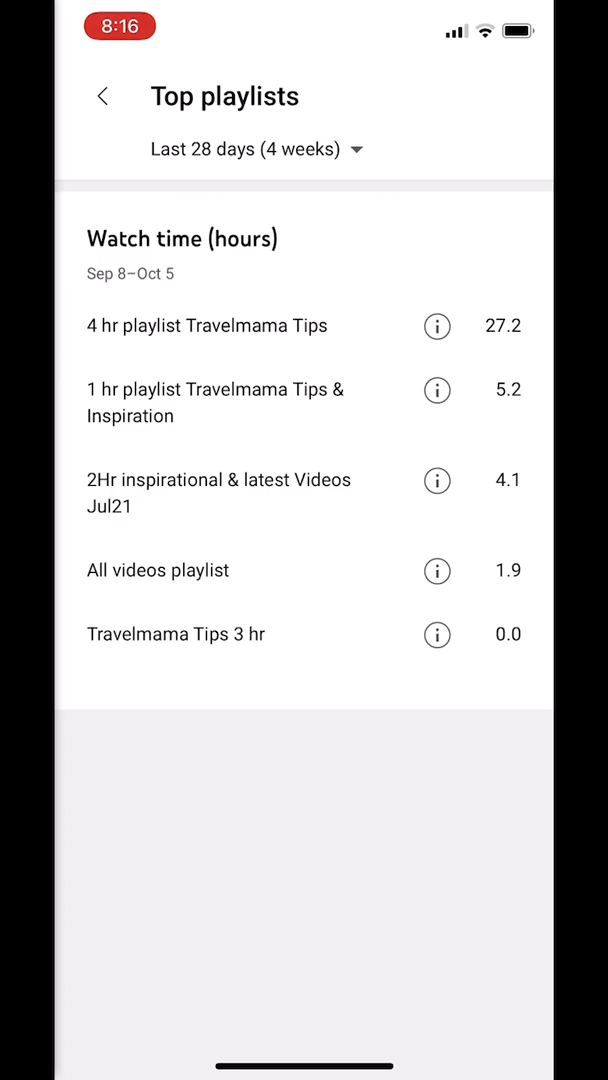 8:16
Top playlists
Last 28 days (4 weeks)
Watch time (hours)
Sep 8–Oct 5
4 hr playlist Travelmama Tips 27.2
1 hr playlist Travelmama Tips & 5.2
Inspiration
2Hr inspirational & latest Videos 4.1
Jul21
All videos playlist 1.9
Travelmama Tips 3 hr 0.0